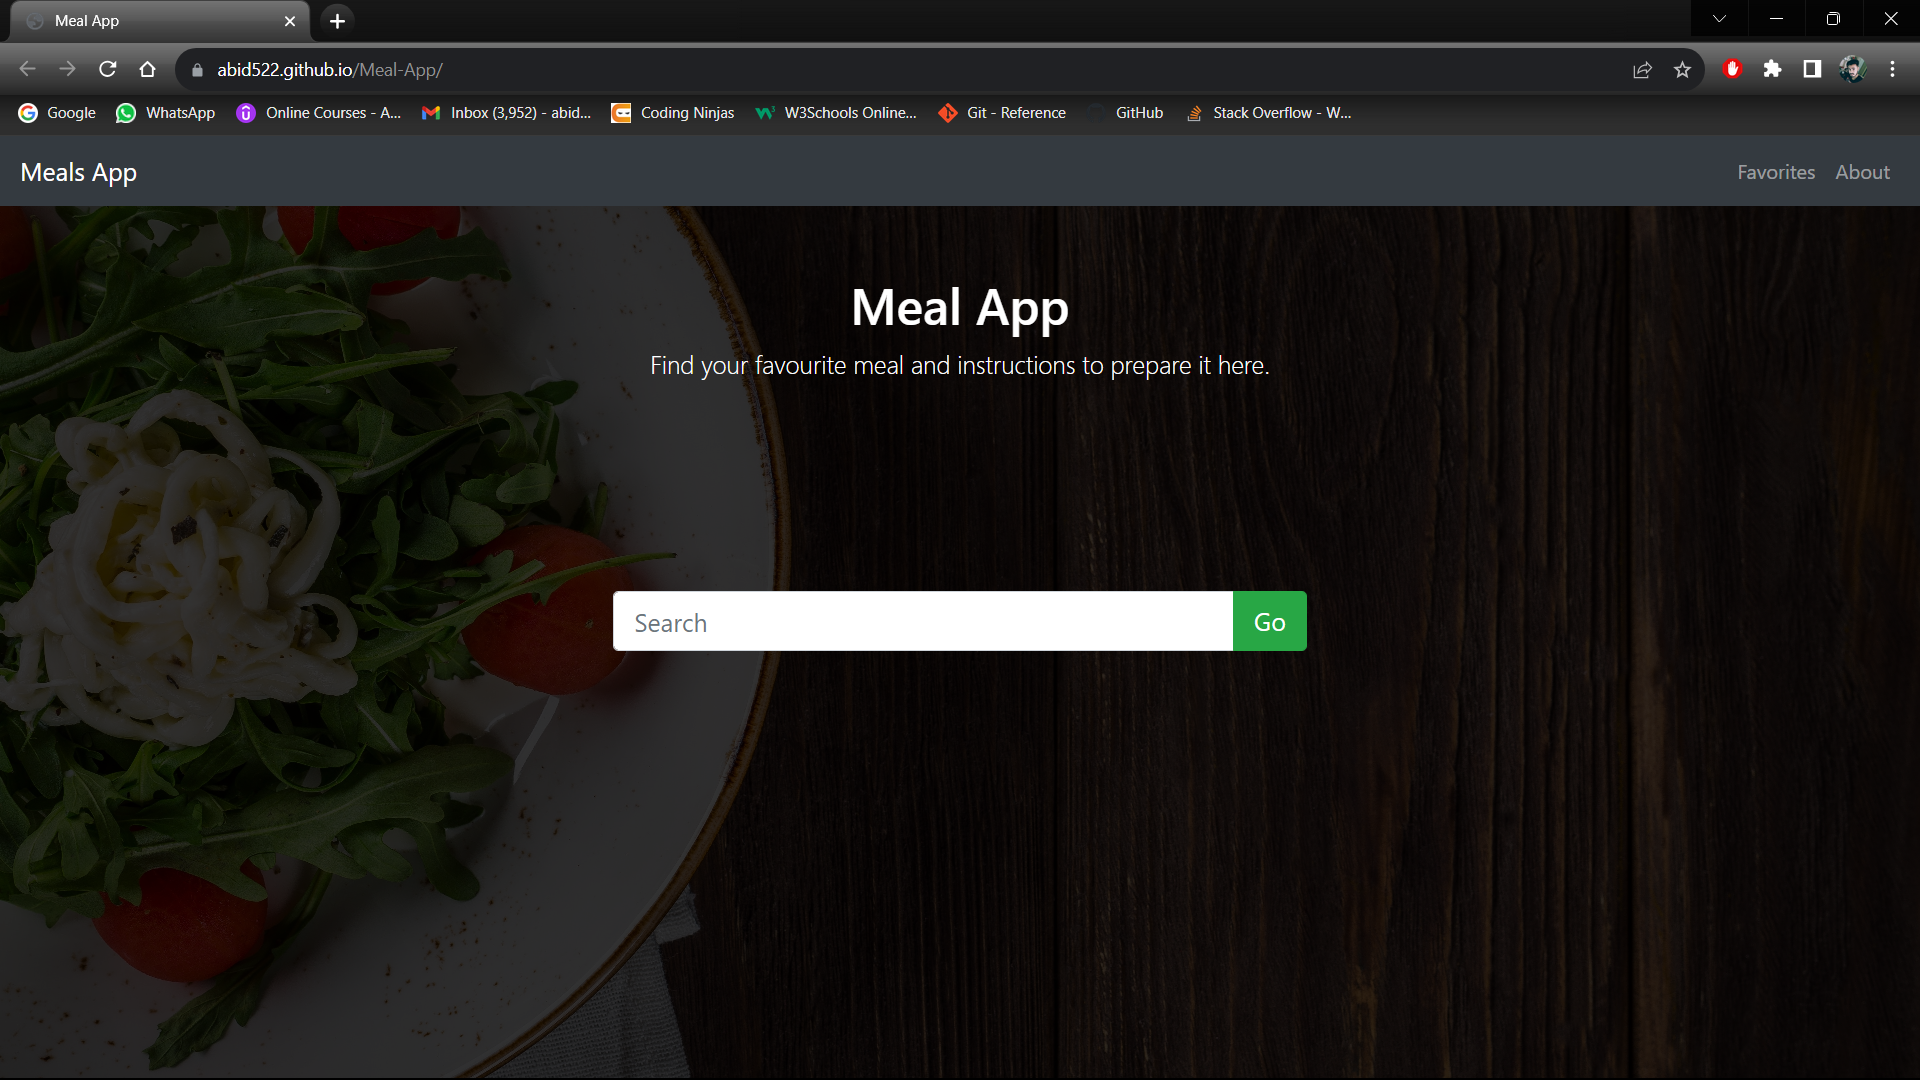 Meal App
abid522.github.io/Meal-App/
Google WhatsApp Online Courses - A... Inbox (3,952) - abid... Coding Ninjas W3Schools Online... Git - Reference GitHub Stack Overflow - W...
Meals App Favorites About
Meal App
Find your favourite meal and instructions to prepare it here.
Search Go